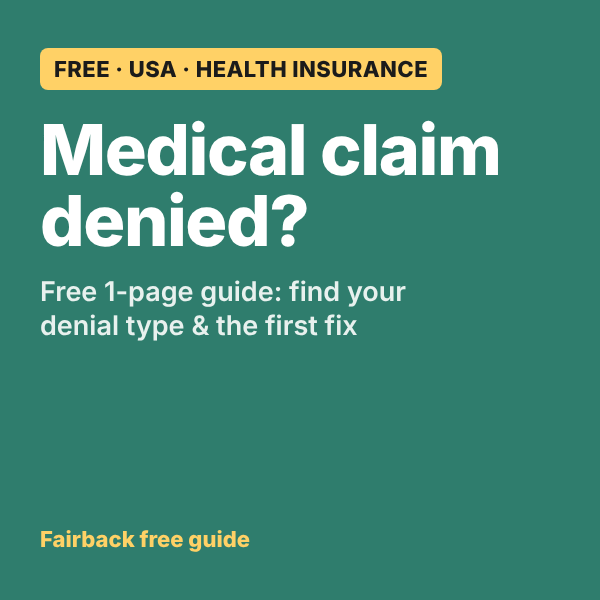 FREE · USA · HEALTH INSURANCE
Medical claim
denied?
Free 1-page guide: find your
denial type & the first fix
Fairback free guide